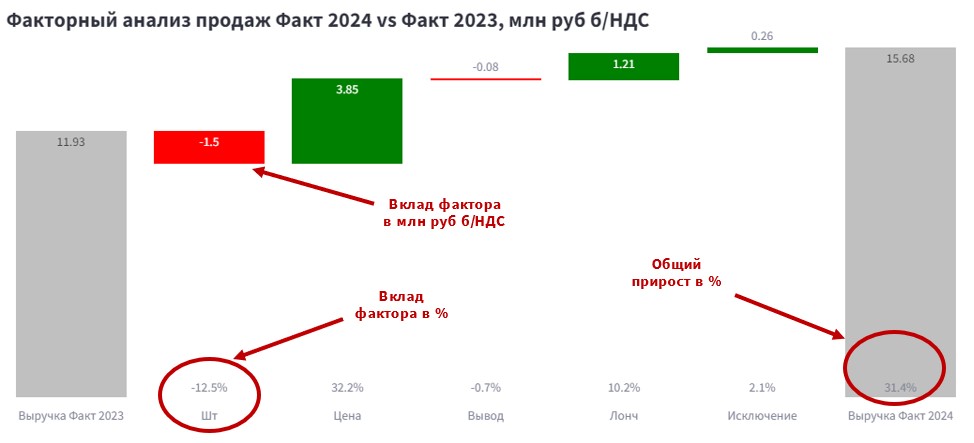 Факторный анализ продаж Факт 2024 vs Факт 2023, млн руб б/НДС
0.26
-0.08
15.68
1.21
3.85
11.93
-1.5
Вклад фактора
в млн руб б/НДС
Общий
прирост в %
Вклад
фактора в %
-12.5%
32.2%
-0.7%
10.2%
2.1%
31.4%
Выручка Факт 2023
Шт
Цена
Вывод
Лонч
Исключение
Выручка Факт 2024